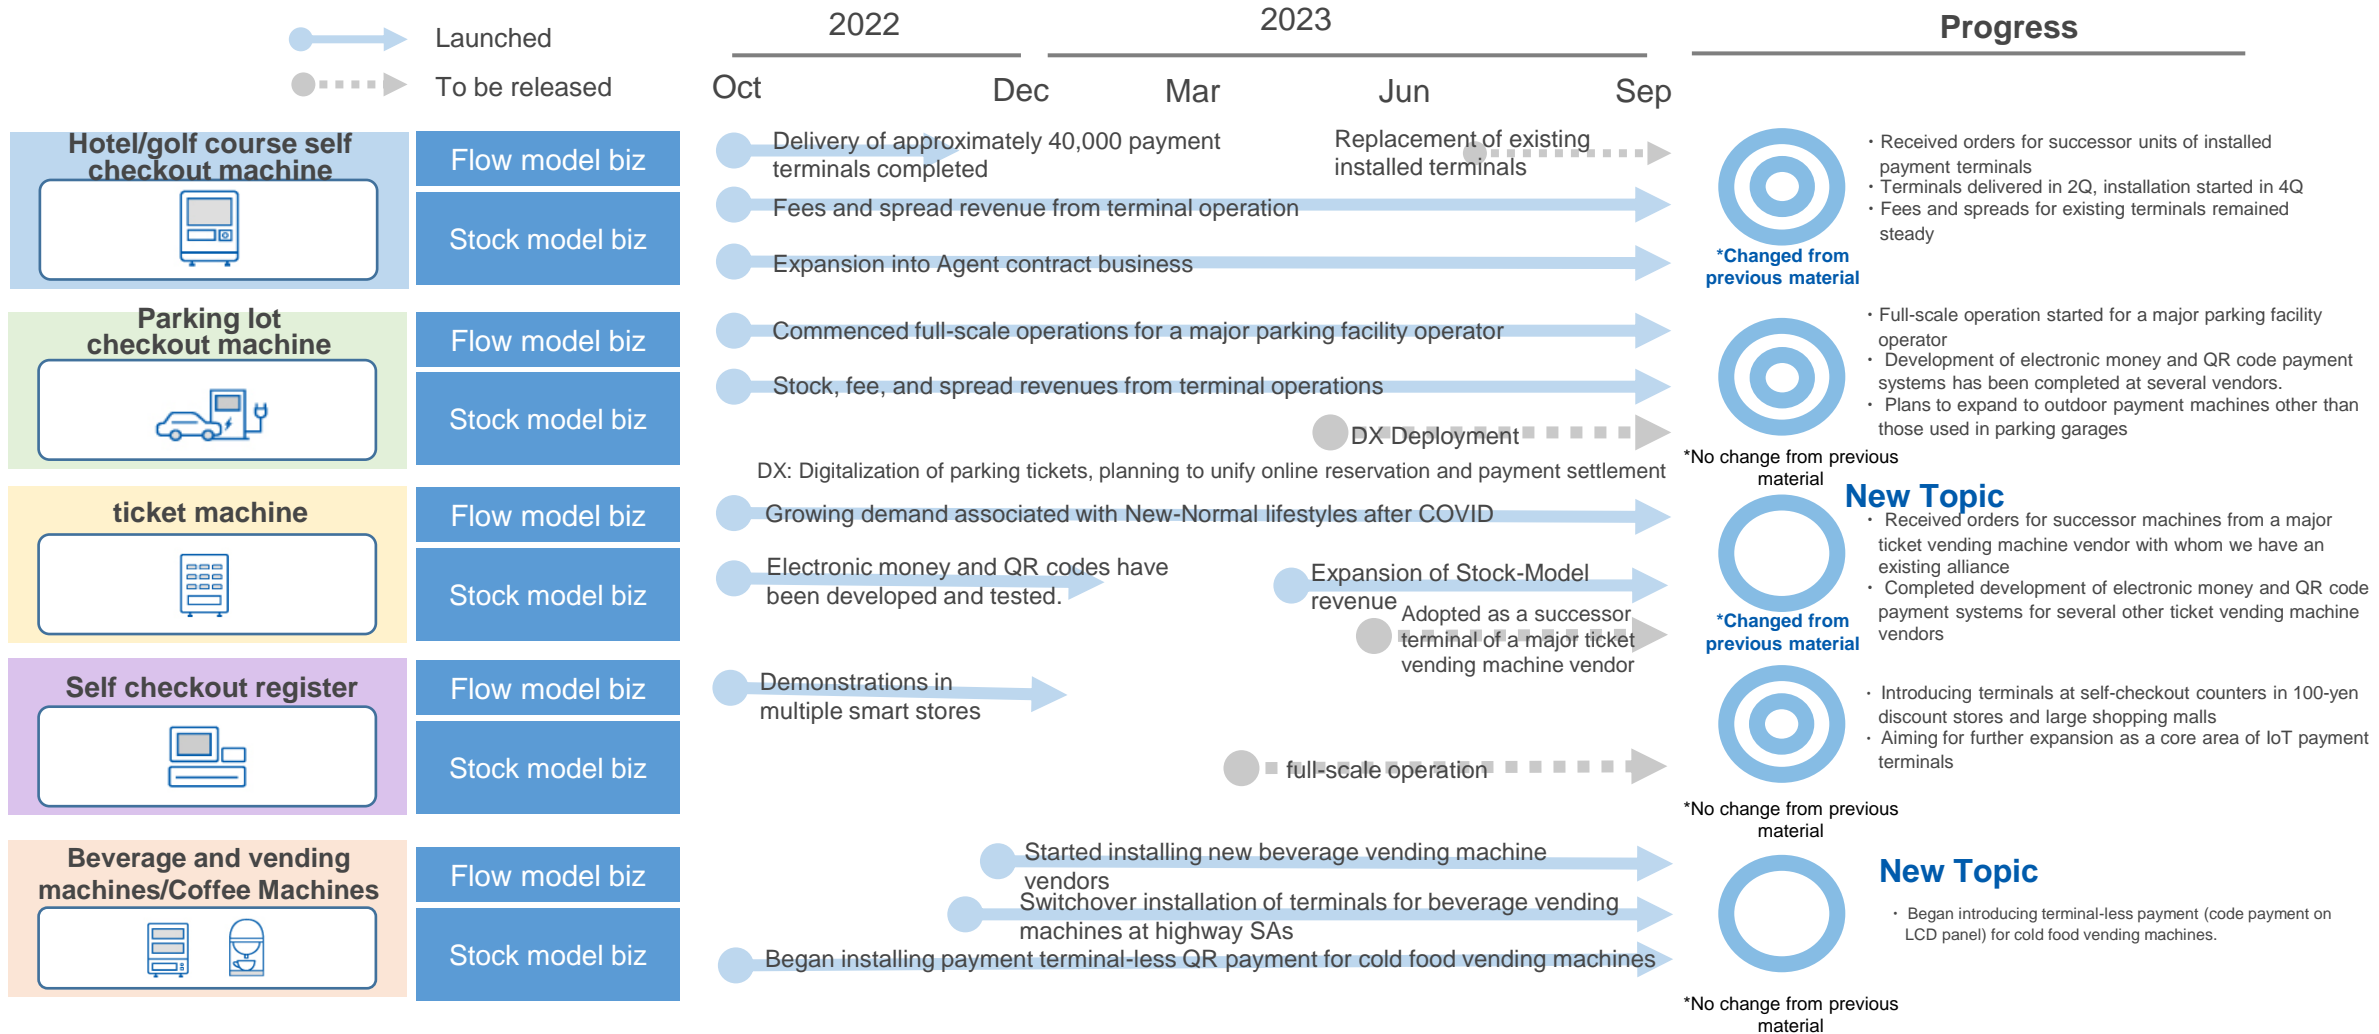 Launched
To be released
2022
2023
Progress
Oct
Dec
Mar
Jun
Sep
Hotel/golf course self
checkout machine
Flow model biz
Stock model biz
Delivery of approximately 40,000 payment
terminals completed
Replacement of existing
installed terminals
Fees and spread revenue from terminal operation
Expansion into Agent contract business
*Changed from
previous material
・Received orders for successor units of installed
payment terminals
・Terminals delivered in 2Q, installation started in 4Q
・Fees and spreads for existing terminals remained
steady
Parking lot
checkout machine
Flow model biz
Stock model biz
Commenced full-scale operations for a major parking facility operator
Stock, fee, and spread revenues from terminal operations
DX Deployment
DX: Digitalization of parking tickets, planning to unify online reservation and payment settlement
*No change from previous
material
・Full-scale operation started for a major parking facility
operator
・ Development of electronic money and QR code payment
systems has been completed at several vendors.
・ Plans to expand to outdoor payment machines other than
those used in parking garages
ticket machine
Flow model biz
Stock model biz
Growing demand associated with New-Normal lifestyles after COVID
Electronic money and QR codes have
been developed and tested.
Expansion of Stock-Model
revenue
Adopted as a successor
terminal of a major ticket
vending machine vendor
*Changed from
previous material
New Topic
・ Received orders for successor machines from a major
ticket vending machine vendor with whom we have an
existing alliance
・ Completed development of electronic money and QR code
payment systems for several other ticket vending machine
vendors
Self checkout register
Flow model biz
Stock model biz
Demonstrations in
multiple smart stores
full-scale operation
*No change from previous
material
・ Introducing terminals at self-checkout counters in 100-yen
discount stores and large shopping malls
・ Aiming for further expansion as a core area of IoT payment
terminals
Beverage and vending
machines/Coffee Machines
Flow model biz
Stock model biz
Started installing new beverage vending machine
vendors
Switchover installation of terminals for beverage vending
machines at highway SAs
Began installing payment terminal-less QR payment for cold food vending machines
*No change from previous
material
New Topic
・ Began introducing terminal-less payment (code payment on
LCD panel) for cold food vending machines.